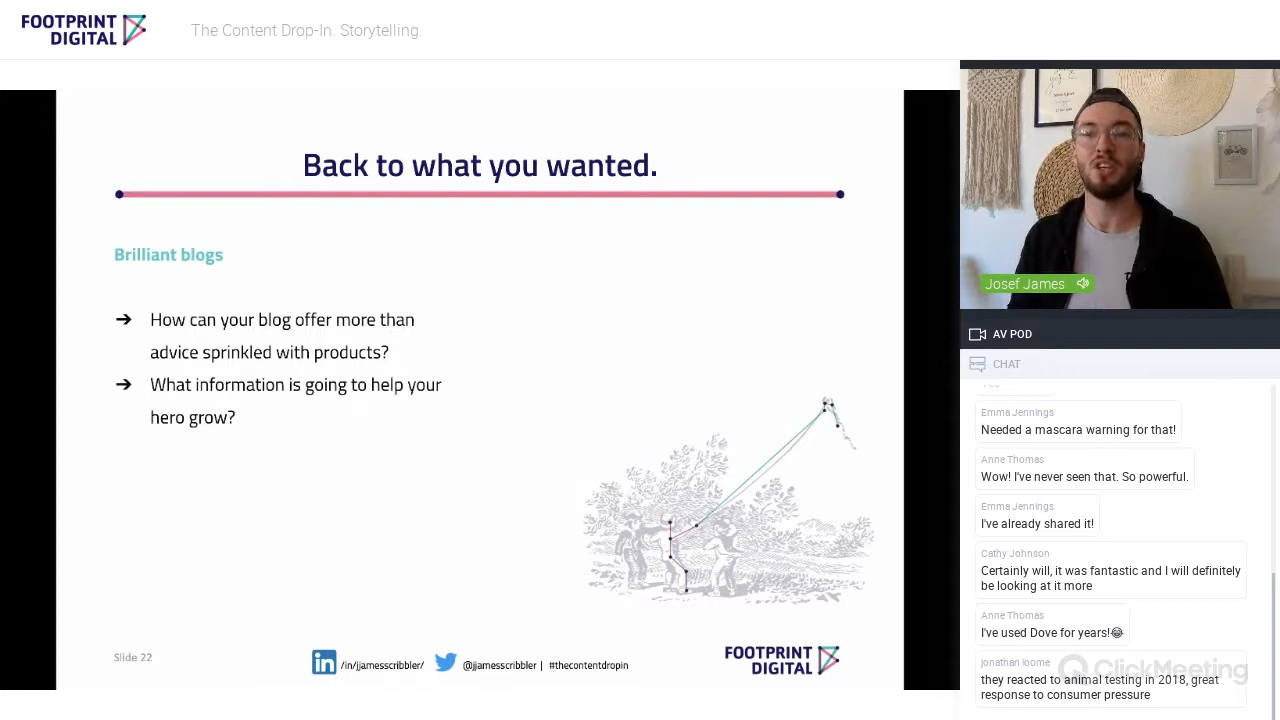 FOOTPRINT
DIGITAL
The Content Drop-In. Storytelling.
Back to what you wanted.
Brilliant blogs
➔ How can your blog offer more than
advice sprinkled with products?
➔ What information is going to help your
hero grow?
Slide 22
in /in/jjamesscribbler/ @jjamesscribbler | #thecontentdropin
FOOTPRINT
DIGITAL
Josef James
AV POD
CHAT
Emma Jennings
Needed a mascara warning for that!
Anne Thomas
Wow! I've never seen that. So powerful.
Emma Jennings
I've already shared it!
Cathy Johnson
Certainly will, it was fantastic and I will definitely
be looking at it more
Anne Thomas
I've used Dove for years!😂
jonathan loome
ClickMeeting
they reacted to animal testing in 2018, great
response to consumer pressure